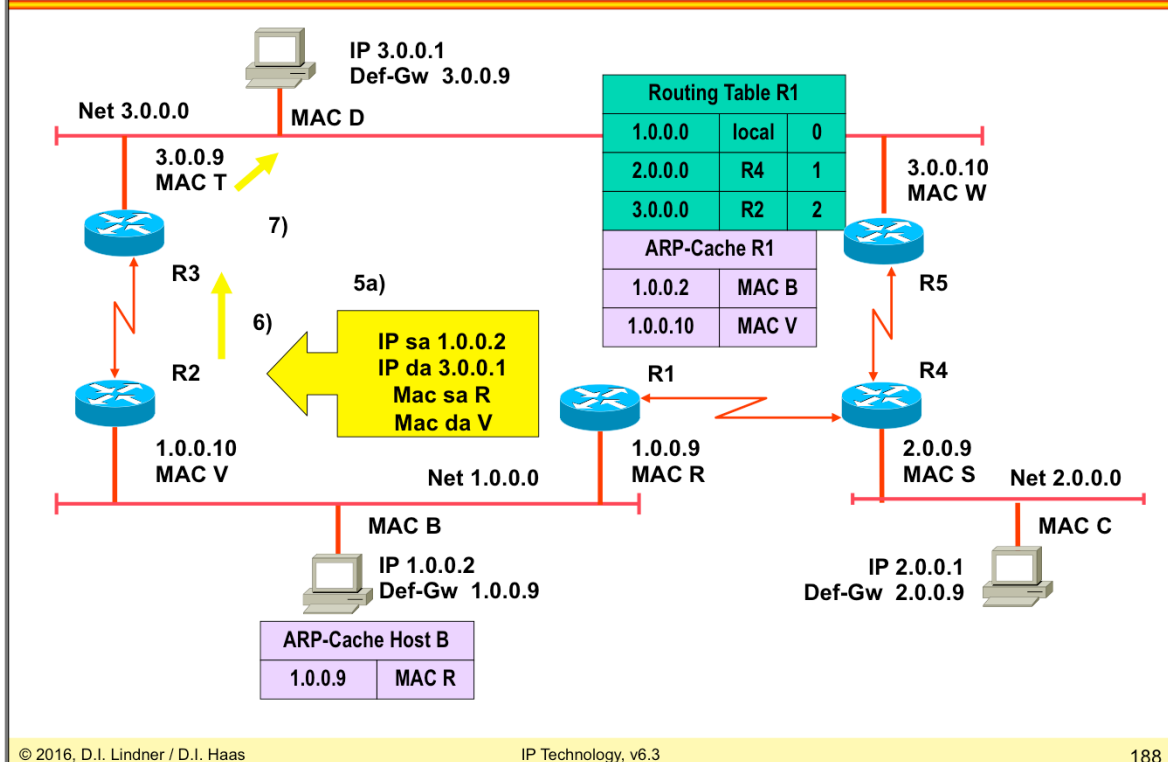 IP 3.0.0.1
Def-Gw 3.0.0.9
Net 3.0.0.0
MAC D
Routing Table R1
1.0.0.0 local 0
2.0.0.0 R4 1
3.0.0.0 R2 2
3.0.0.9
MAC T
3.0.0.10
MAC W
7)
ARP-Cache R1
1.0.0.2 MAC B
1.0.0.10 MAC V
R3
R5
5a)
6)
IP sa 1.0.0.2
IP da 3.0.0.1
Mac sa R
Mac da V
R2
R1
R4
1.0.0.10
MAC V
1.0.0.9
MAC R
2.0.0.9
MAC S
Net 1.0.0.0
Net 2.0.0.0
MAC B
MAC C
IP 1.0.0.2
Def-Gw 1.0.0.9
IP 2.0.0.1
Def-Gw 2.0.0.9
ARP-Cache Host B
1.0.0.9 MAC R
© 2016, D.I. Lindner / D.I. Haas
IP Technology, v6.3
188